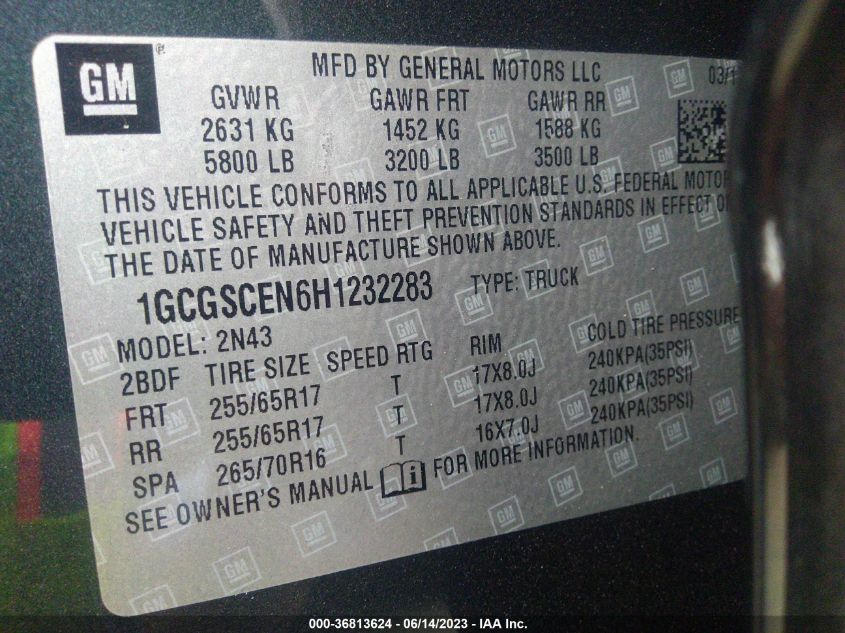 GM
MFD BY GENERAL MOTORS LLC 03/1
GVWR GAWR FRT GAWR RR
2631 KG 1452 KG 1588 KG
5800 LB 3200 LB 3500 LB
THIS VEHICLE CONFORMS TO ALL APPLICABLE U.S. FEDERAL MOTOR
VEHICLE SAFETY AND THEFT PREVENTION STANDARDS IN EFFECT ON
THE DATE OF MANUFACTURE SHOWN ABOVE.
1GCGSCEN6H1232283 TYPE: TRUCK
MODEL: 2N43
2BDF TIRE SIZE SPEED RTG RIM COLD TIRE PRESSURE
FRT 255/65R17 T 17X8.0J 240KPA(35PSI)
RR 255/65R17 T 17X8.0J 240KPA(35PSI)
SPA 265/70R16 T 16X7.0J 240KPA(35PSI)
SEE OWNER'S MANUAL FOR MORE INFORMATION.
000-36813624 - 06/14/2023 - IAA Inc.